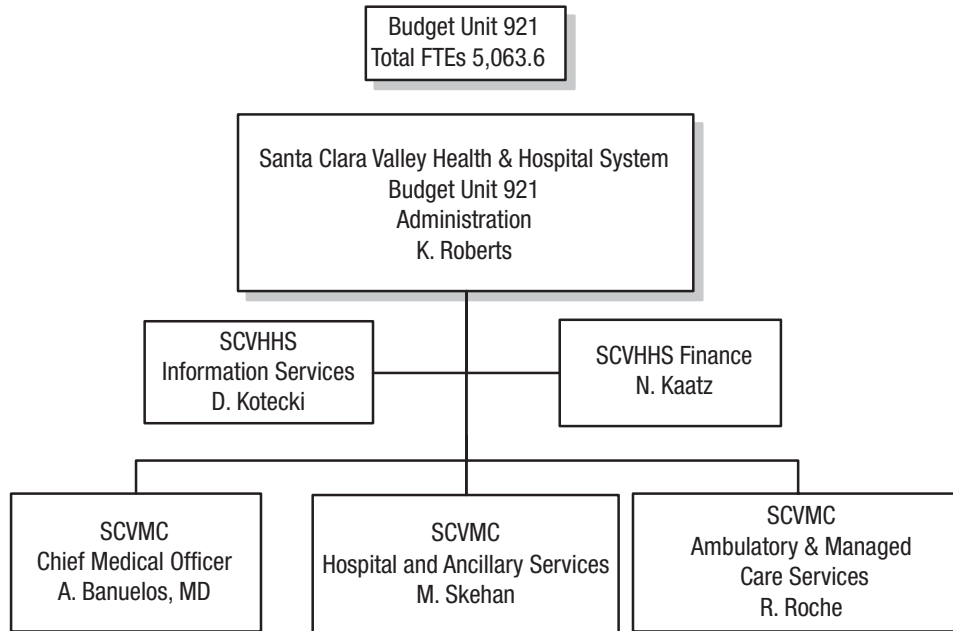 Budget Unit 921
Total FTEs 5,063.6
Santa Clara Valley Health & Hospital System
Budget Unit 921
Administration
K. Roberts
SCVHHS
Information Services
D. Kotecki
SCVHHS Finance
N. Kaatz
SCVMC
Chief Medical Officer
A. Banuelos, MD
SCVMC
Hospital and Ancillary Services
M. Skehan
SCVMC
Ambulatory & Managed
Care Services
R. Roche